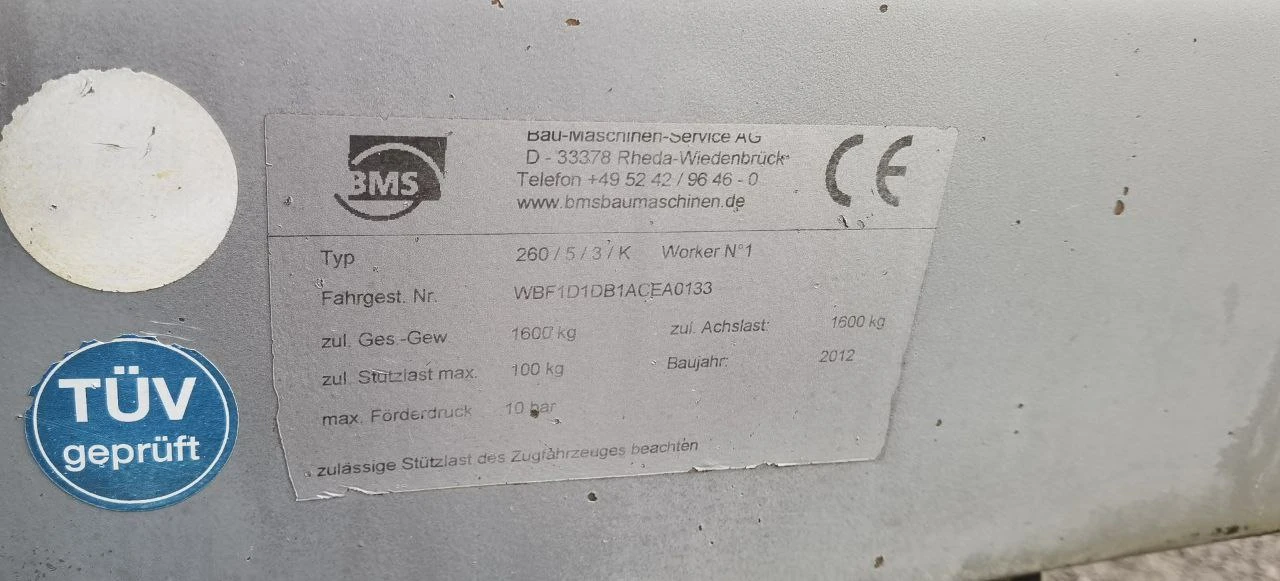 BMS
Bau-Maschinen-Service AG
D - 33378 Rheda-Wiedenbrück
Telefon +49 52 42 / 96 46 - 0
www.bmsbaumaschinen.de
CE
Typ 260 / 5 / 3 / K Worker N°1
Fahrgest. Nr. WBF1D1DB1ACEA0133
zul. Ges.-Gew 1600 kg zul. Achslast: 1600 kg
zul. Stützlast max. 100 kg Baujahr: 2012
max. Förderdruck 10 bar
zulässige Stützlast des Zugfahrzeuges beachten
TÜV
geprüft